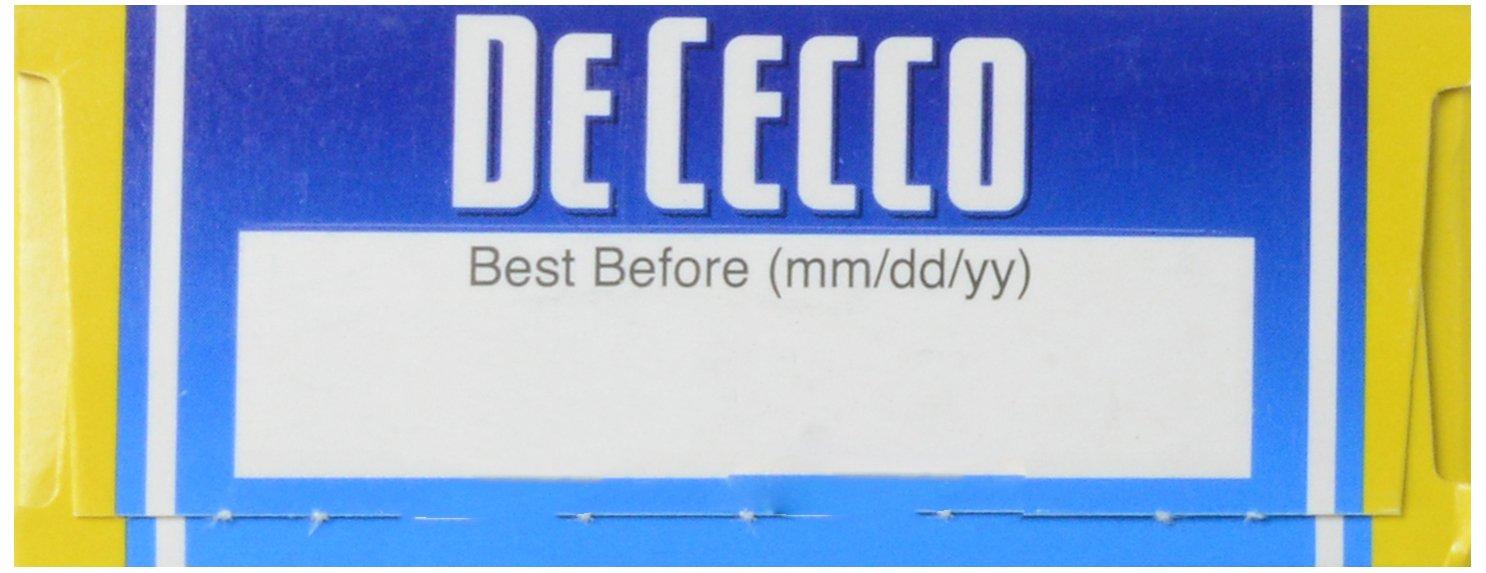 DE CECCO
Best Before (mm/dd/yy)